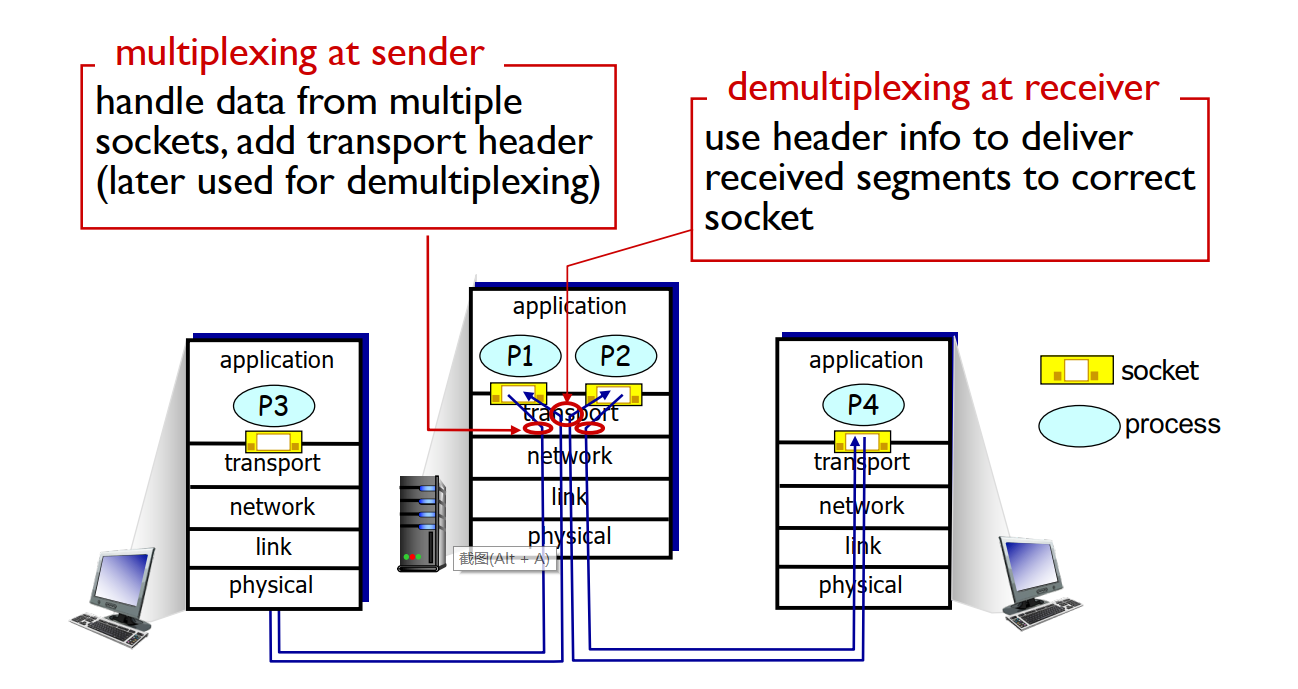 multiplexing at sender
handle data from multiple
sockets, add transport header
(later used for demultiplexing)
demultiplexing at receiver
use header info to deliver
received segments to correct
socket
application
P3
transport
network
link
physical
application
P1 P2
transport
network
link
physical
截图(Alt + A)
application
P4
transport
network
link
physical
socket
process